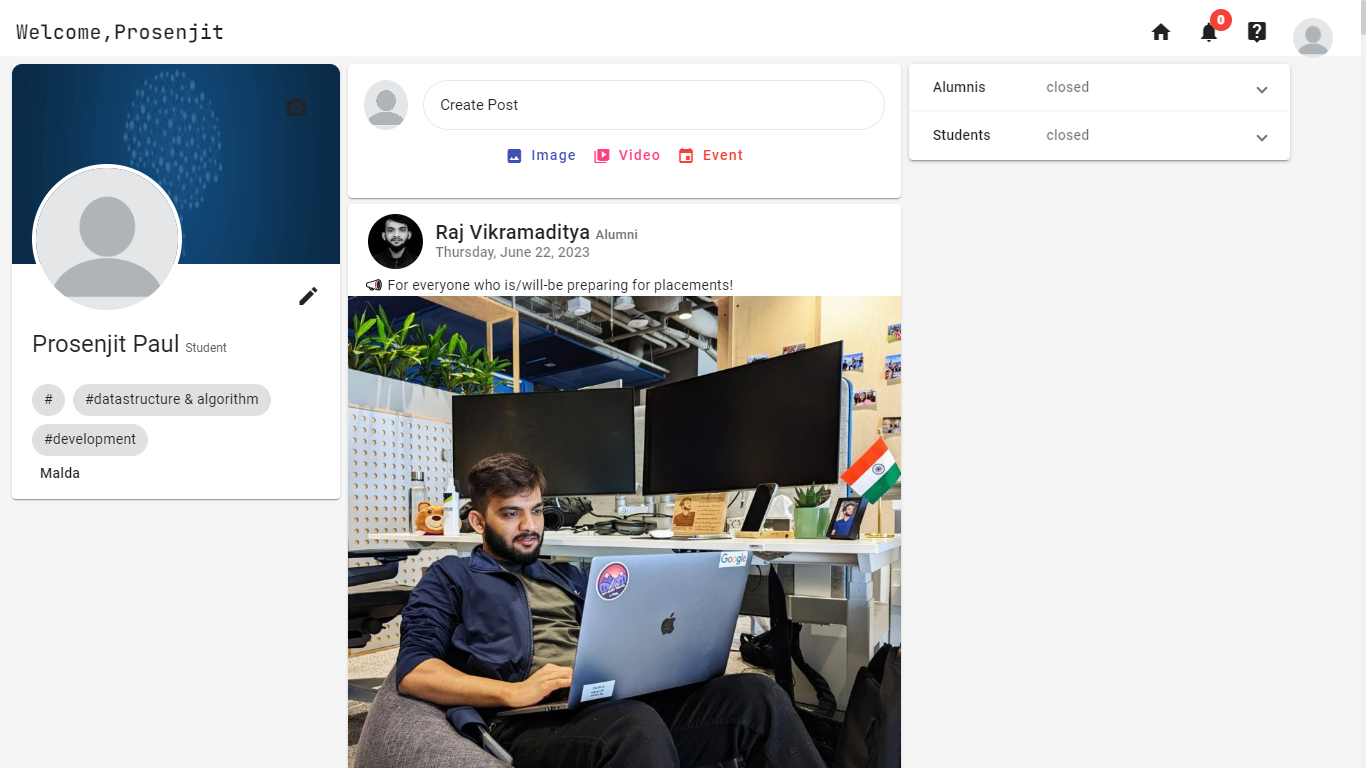 Welcome,Prosenjit
0
Prosenjit Paul Student
#
#datastructure & algorithm
#development
Malda
Create Post
Image Video Event
Raj Vikramaditya Alumni
Thursday, June 22, 2023
For everyone who is/will-be preparing for placements!
Google
Alumnis closed
Students closed